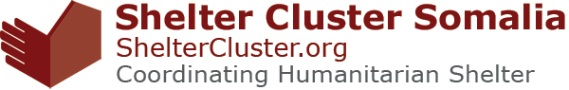 Shelter Cluster Somalia
ShelterCluster.org
Coordinating Humanitarian Shelter